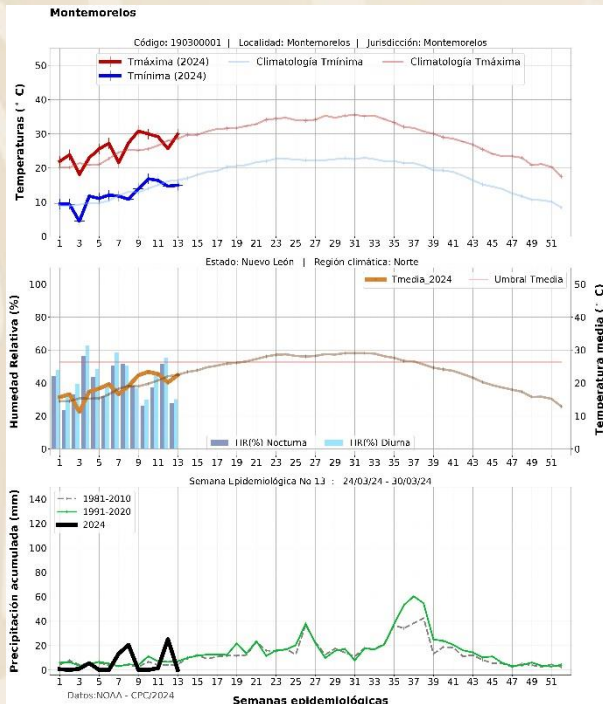 Montemorelos
Código: 190300001 | Localidad: Montemorelos | Jurisdicción: Montemorelos
Temperaturas (° C)
50
40
30
20
10
0
Tmáxima (2024)
Tmínima (2024)
Climatología Tmínima
Climatología Tmáxima
1 3 5 7 9 11 13 15 17 19 21 23 25 27 29 31 33 35 37 39 41 43 45 47 49 51
Estado: Nuevo León | Región climática: Norte
Humedad Relativa (%)
100
80
60
40
20
0
Tmedia_2024
Umbral Tmedia
HR(%) Nocturna
HR(%) Diurna
50
40
30
20
10
0
Temperatura media (° C)
1 3 5 7 9 11 13 15 17 19 21 23 25 27 29 31 33 35 37 39 41 43 45 47 49 51
Semana Epidemiológica No 13 : 24/03/24 - 30/03/24
Precipitación acumulada (mm)
140
120
100
80
60
40
20
0
1981-2010
1991-2020
2024
1 3 5 7 9 11 13 15 17 19 21 23 25 27 29 31 33 35 37 39 41 43 45 47 49 51
Datos:NOAA - CPC/2024
Semanas epidemiológicas